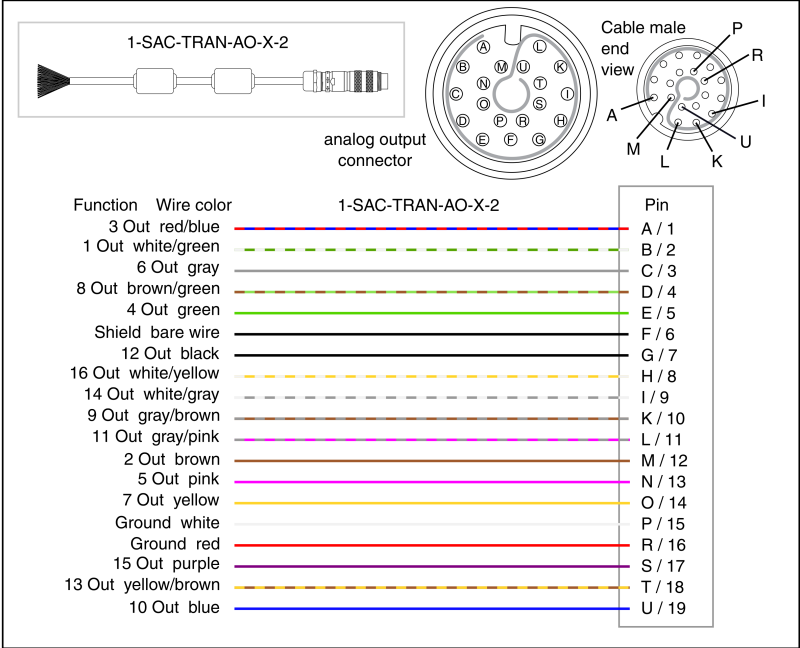 1-SAC-TRAN-AO-X-2
analog output
connector
A
L
B
M
U
K
N
T
C
I
O
S
D
P
R
H
E
F
G
Cable male
end
view
P
R
I
U
K
L
M
A
Function Wire color 1-SAC-TRAN-AO-X-2 Pin
3 Out red/blue A / 1
1 Out white/green B / 2
6 Out gray C / 3
8 Out brown/green D / 4
4 Out green E / 5
Shield bare wire F / 6
12 Out black G / 7
16 Out white/yellow H / 8
14 Out white/gray I / 9
9 Out gray/brown K / 10
11 Out gray/pink L / 11
2 Out brown M / 12
5 Out pink N / 13
7 Out yellow O / 14
Ground white P / 15
Ground red R / 16
15 Out purple S / 17
13 Out yellow/brown T / 18
10 Out blue U / 19